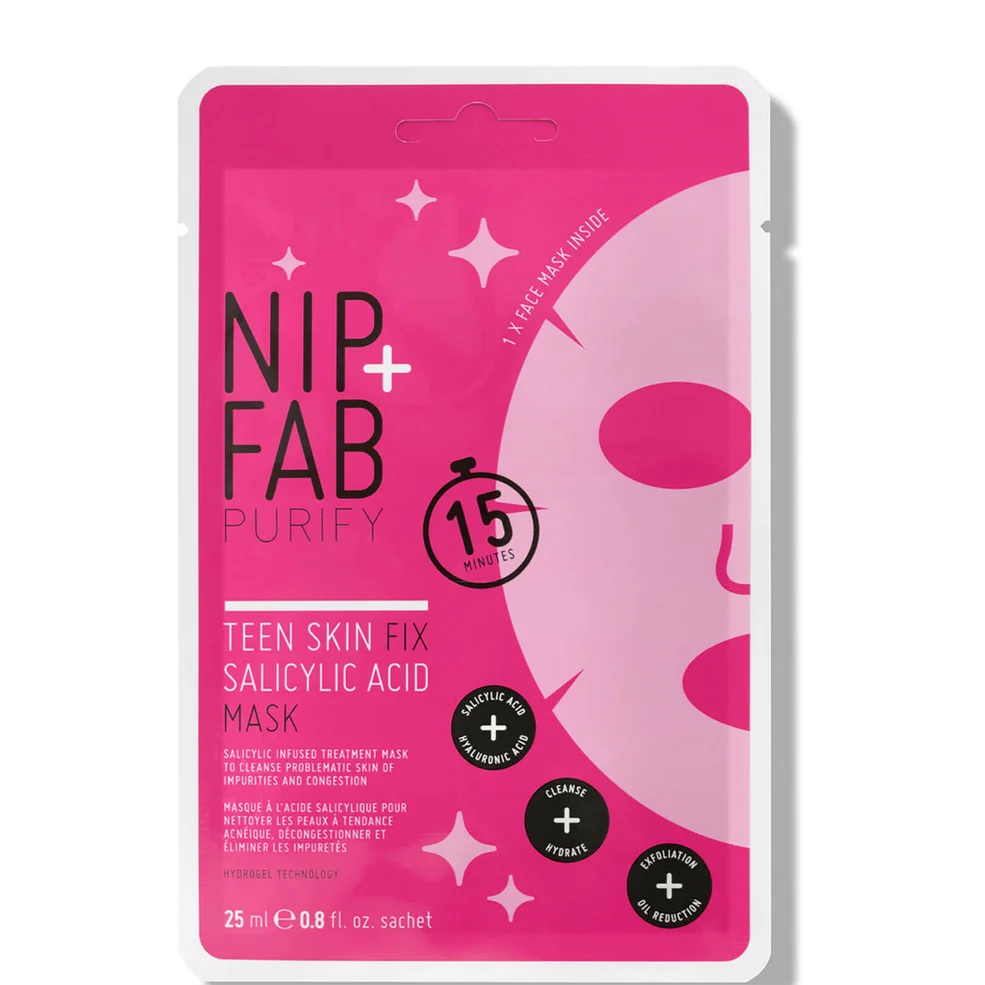 1 X FACE MASK INSIDE
NIP+
FAB
PURIFY
15
MINUTES
TEEN SKIN FIX
SALICYLIC ACID
MASK
SALICYLIC INFUSED TREATMENT MASK
TO CLEANSE PROBLEMATIC SKIN OF
IMPURITIES AND CONGESTION
MASQUE À L'ACIDE SALICYLIQUE POUR
NETTOYER LES PEAUX À TENDANCE
ACNÉIQUE, DÉCONGESTIONNER ET
ÉLIMINER LES IMPURETÉS
HYDROGEL TECHNOLOGY
25 ml ℮ 0.8 fl. oz. sachet
SALICYLIC ACID
+
HYALURONIC ACID
CLEANSE
+
HYDRATE
EXFOLIATION
+
OIL REDUCTION